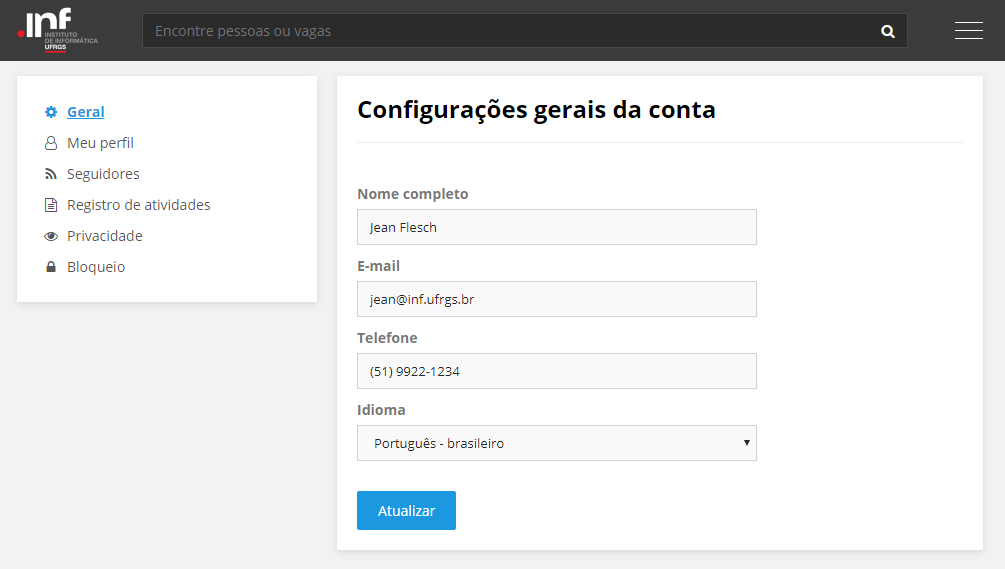 .inf
INSTITUTO
DE INFORMÁTICA
UFRGS
Encontre pessoas ou vagas
Geral
Meu perfil
Seguidores
Registro de atividades
Privacidade
Bloqueio
Configurações gerais da conta
Nome completo
Jean Flesch
E-mail
jean@inf.ufrgs.br
Telefone
(51) 9922-1234
Idioma
Português - brasileiro
Atualizar